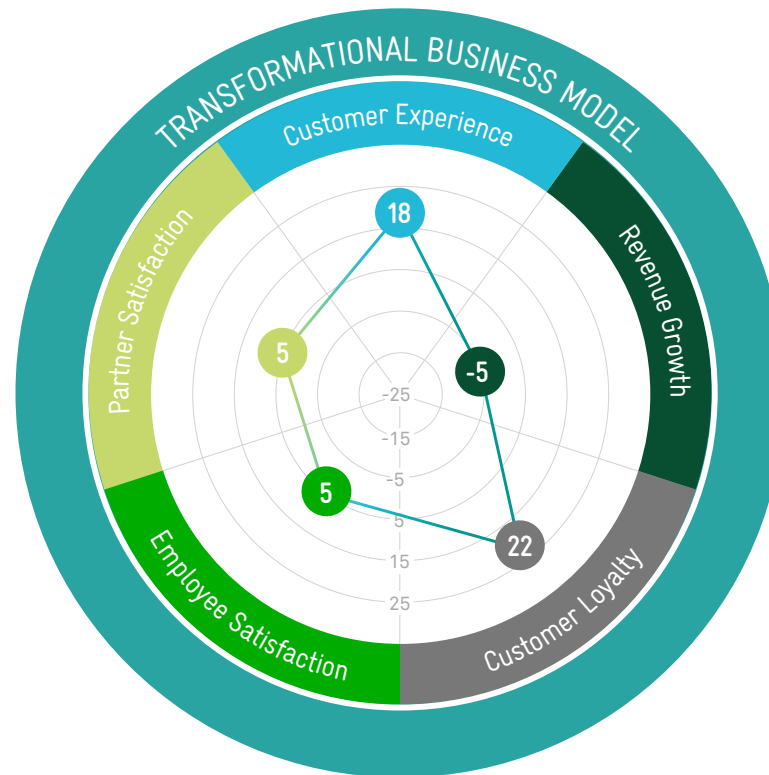 TRANSFORMATIONAL BUSINESS MODEL
Customer Experience
Partner Satisfaction
Revenue Growth
18
5
-5
-25
-15
-5
5
5
22
15
25
Employee Satisfaction
Customer Loyalty